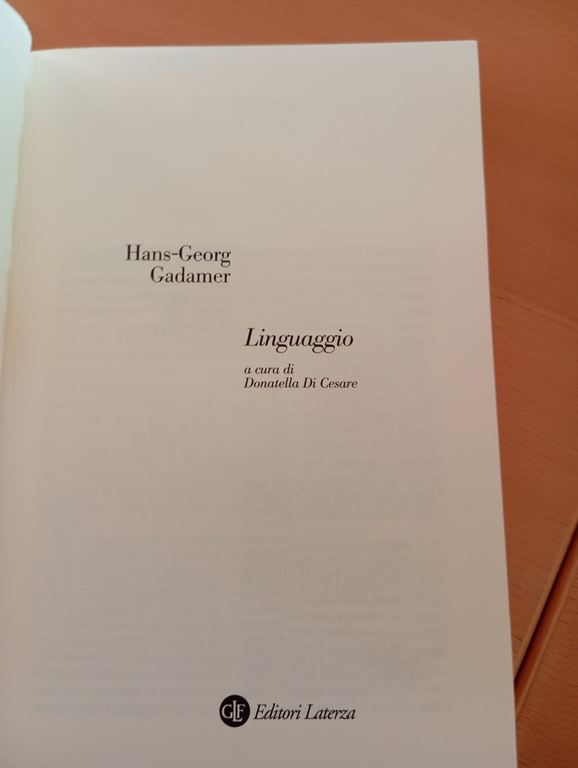 Hans-Georg
Gadamer
Linguaggio
a cura di
Donatella Di Cesare
GLF Editori Laterza